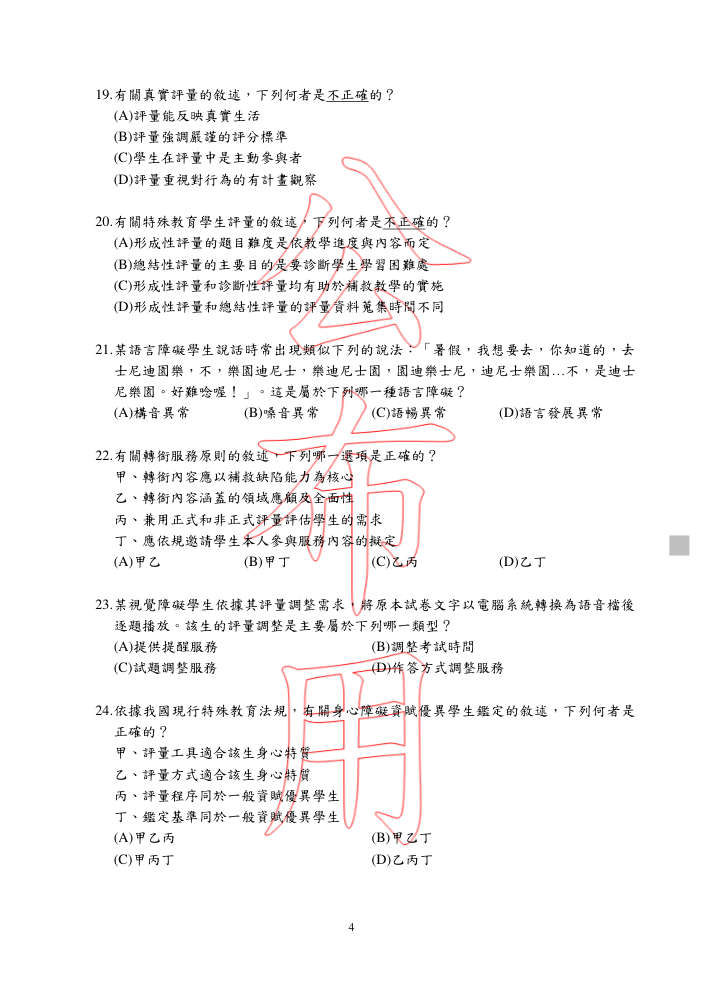 19.有關真實評量的敘述，下列何者是不正確的？
(A)評量能反映真實生活
(B)評量強調嚴謹的評分標準
(C)學生在評量中是主動參與者
(D)評量重視對行為的有計畫觀察
20.有關特殊教育學生評量的敘述，下列何者是不正確的？
(A)形成性評量的題目難度是依教學進度與內容而定
(B)總結性評量的主要目的是要診斷學生學習困難處
(C)形成性評量和診斷性評量均有助於補救教學的實施
(D)形成性評量和總結性評量的評量資料蒐集時間不同
21.某語言障礙學生說話時常出現類似下列的說法：「暑假，我想要去，你知道的，去
士尼迪園樂，不，樂園迪尼士，樂迪尼士園，園迪樂士尼，迪尼士樂園…不，是迪士
尼樂園。好難唸喔！」。這是屬於下列哪一種語言障礙？
(A)構音異常 (B)嗓音異常 (C)語暢異常 (D)語言發展異常
22.有關轉銜服務原則的敘述，下列哪一選項是正確的？
甲、轉銜內容應以補救缺陷能力為核心
乙、轉銜內容涵蓋的領域應顧及全面性
丙、兼用正式和非正式評量評估學生的需求
丁、應依規邀請學生本人參與服務內容的擬定
(A)甲乙 (B)甲丁 (C)乙丙 (D)乙丁
23.某視覺障礙學生依據其評量調整需求，將原本試卷文字以電腦系統轉換為語音檔後
逐題播放。該生的評量調整是主要屬於下列哪一類型？
(A)提供提醒服務 (B)調整考試時間
(C)試題調整服務 (D)作答方式調整服務
24.依據我國現行特殊教育法規，有關身心障礙資賦優異學生鑑定的敘述，下列何者是
正確的？
甲、評量工具適合該生身心特質
乙、評量方式適合該生身心特質
丙、評量程序同於一般資賦優異學生
丁、鑑定基準同於一般資賦優異學生
(A)甲乙丙 (B)甲乙丁
(C)甲丙丁 (D)乙丙丁
公布用
4